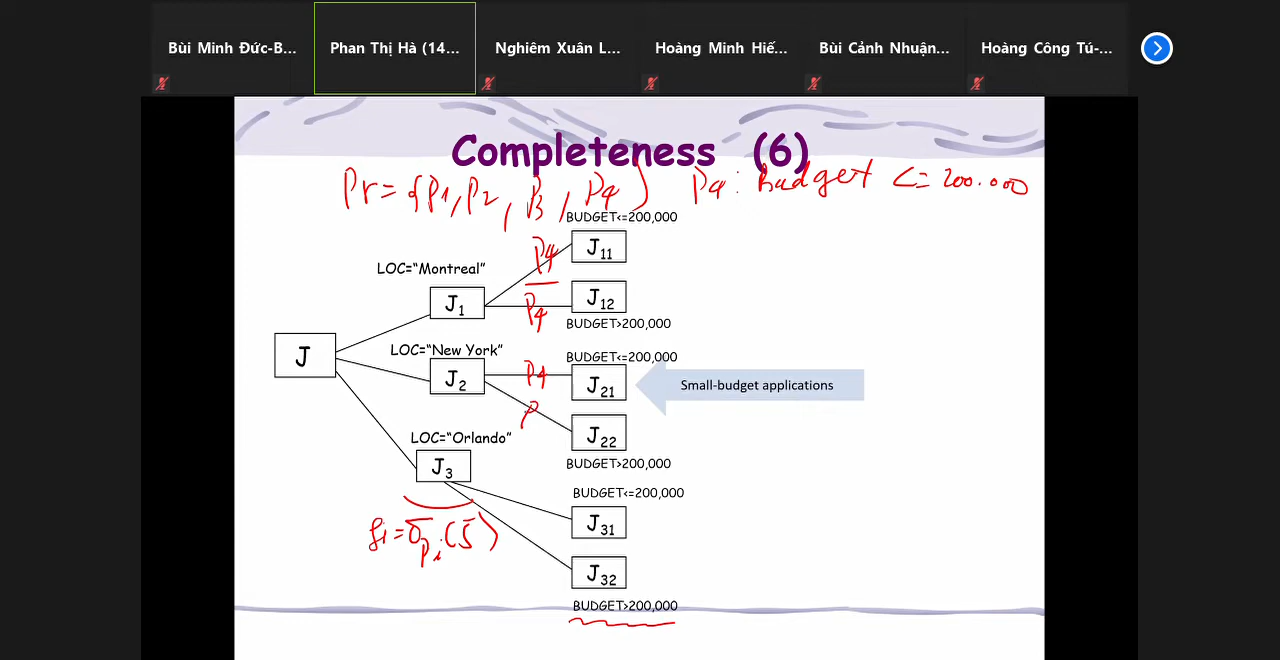 Bùi Minh Đức-B... Phan Thị Hà (14... Nghiêm Xuân L... Hoàng Minh Hiế... Bùi Cảnh Nhuận... Hoàng Công Tú-...
Completeness (6)
Pr = {P1, P2, P3, P4} P4: Budget <= 200.000
BUDGET<=200,000
P4
J11
LOC="Montreal"
J1
P4
J12
BUDGET>200,000
J
LOC="New York"
BUDGET<=200,000
J2
P4
J21
Small-budget applications
P
J22
LOC="Orlando"
BUDGET>200,000
J3
BUDGET<=200,000
J31
J32
BUDGET>200,000